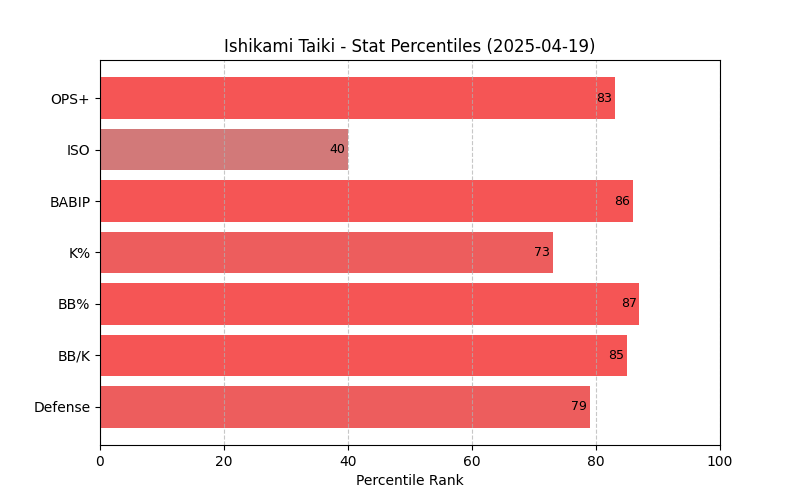 Ishikami Taiki - Stat Percentiles (2025-04-19)
OPS+ 83
ISO 40
BABIP 86
K% 73
BB% 87
BB/K 85
Defense 79
0 20 40 60 80 100
Percentile Rank